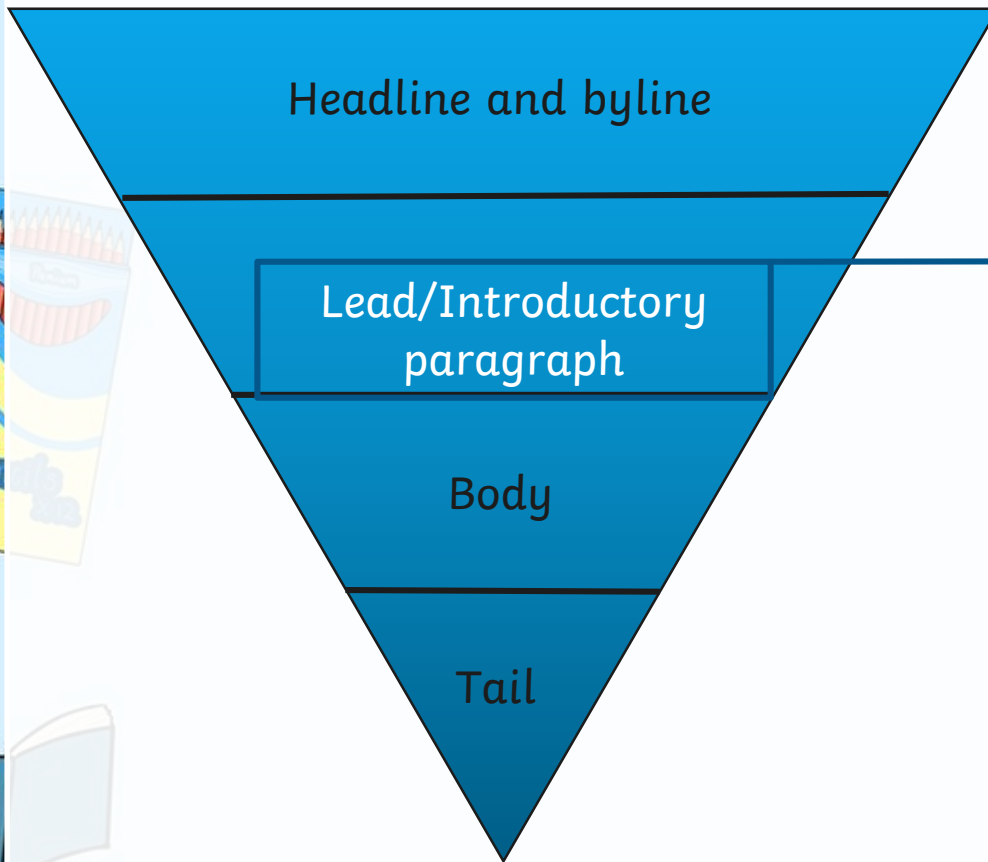 Headline and byline
Lead/Introductory
paragraph
Body
Tail